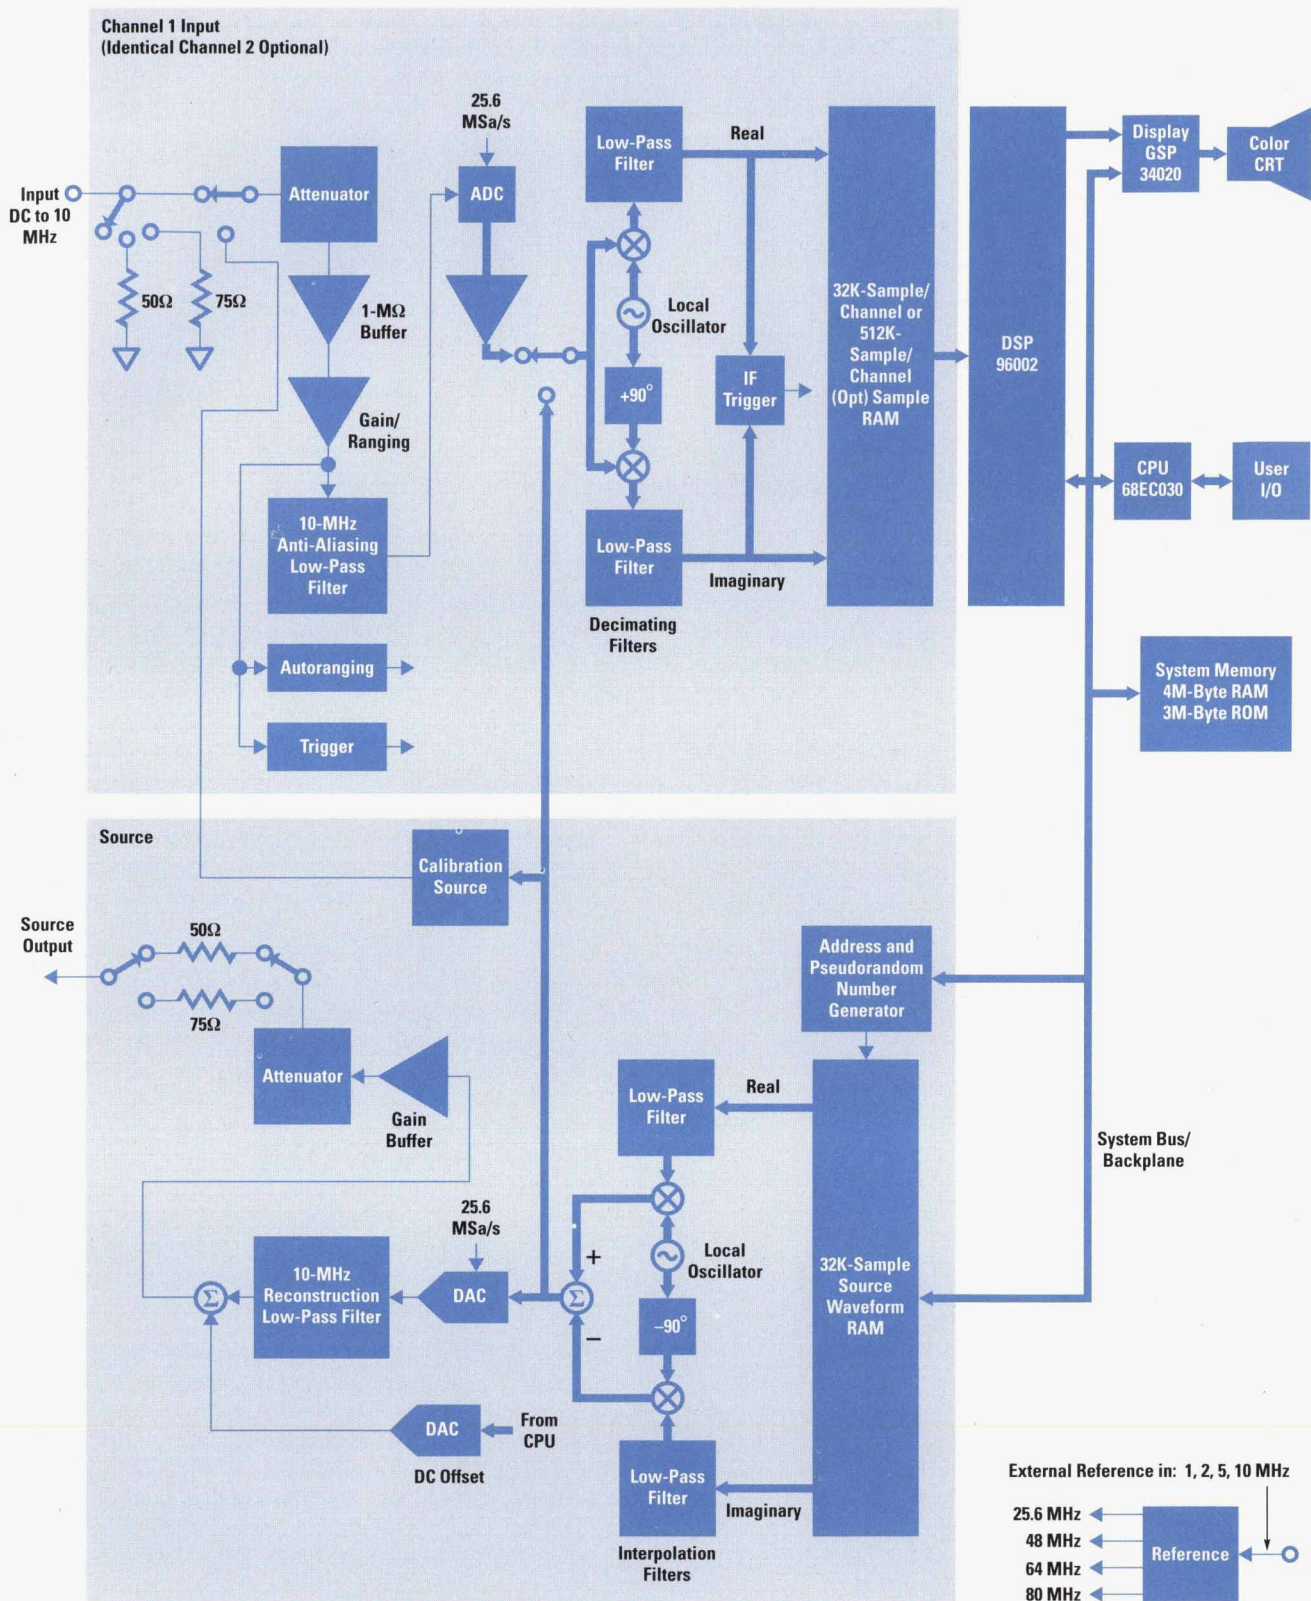 Channel 1 Input
(Identical Channel 2 Optional)
25.6
MSa/s
Input
DC to 10
MHz
50Ω
75Ω
Attenuator
1-MΩ
Buffer
Gain/
Ranging
10-MHz
Anti-Aliasing
Low-Pass
Filter
Autoranging
Trigger
ADC
Low-Pass
Filter
Real
Local
Oscillator
+90°
IF
Trigger
Low-Pass
Filter
Imaginary
Decimating
Filters
32K-Sample/
Channel or
512K-
Sample/
Channel
(Opt) Sample
RAM
DSP
96002
Display
GSP
34020
Color
CRT
CPU
68EC030
User
I/O
System Memory
4M-Byte RAM
3M-Byte ROM
Source
Calibration
Source
Source
Output
50Ω
75Ω
Attenuator
Gain
Buffer
Address and
Pseudorandom
Number
Generator
Low-Pass
Filter
Real
System Bus/
Backplane
25.6
MSa/s
10-MHz
Reconstruction
Low-Pass Filter
Σ
DAC
+
Σ
−
Local
Oscillator
−90°
32K-Sample
Source
Waveform
RAM
DAC
From
CPU
DC Offset
Low-Pass
Filter
Imaginary
Interpolation
Filters
External Reference in: 1, 2, 5, 10 MHz
25.6 MHz
48 MHz
64 MHz
80 MHz
Reference